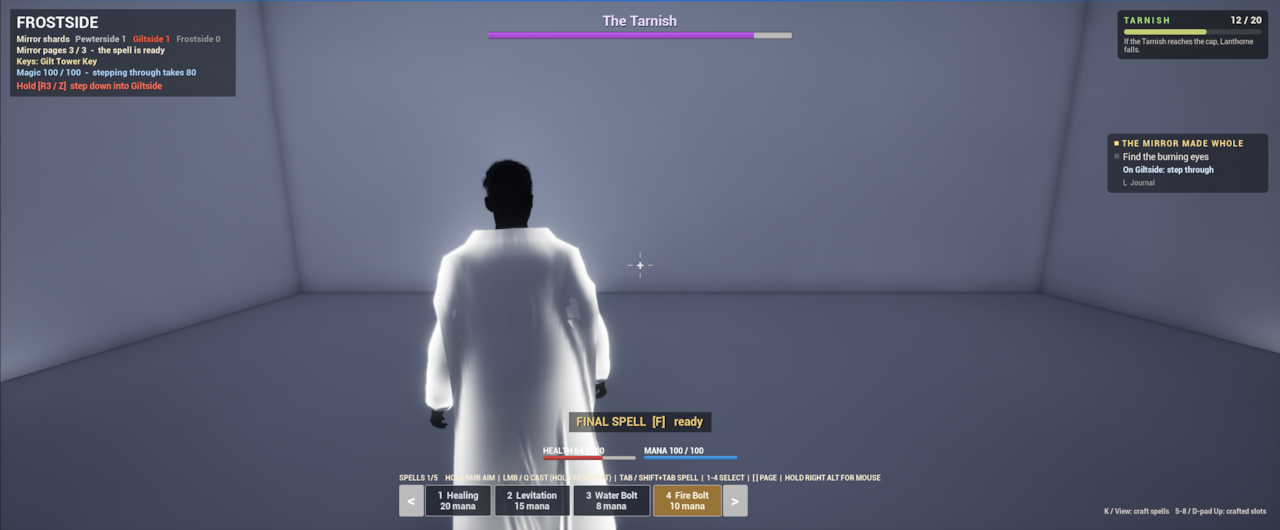 FROSTSIDE
Mirror shards Pewterside 1 Giltside 1 Frostside 0
Mirror pages 3 / 3 - the spell is ready
Keys: Gilt Tower Key
Magic 100 / 100 - stepping through takes 80
Hold [R3 / Z] step down into Giltside
The Tarnish
TARNISH 12 / 20
If the Tarnish reaches the cap, Lanthorne
falls.
THE MIRROR MADE WHOLE
Find the burning eyes
On Giltside: step through
L Journal
FINAL SPELL [F] ready
HEALTH MANA 100 / 100
SPELLS 1/5 RMB AIM | LMB / Q CAST | TAB / SHIFT+TAB SPELL | 1-4 SELECT | [ ] PAGE | HOLD RIGHT ALT FOR MOUSE
< 1 Healing 2 Levitation 3 Water Bolt 4 Fire Bolt >
20 mana 15 mana 8 mana 10 mana
K / View: craft spells 5-8 / D-pad Up: crafted slots